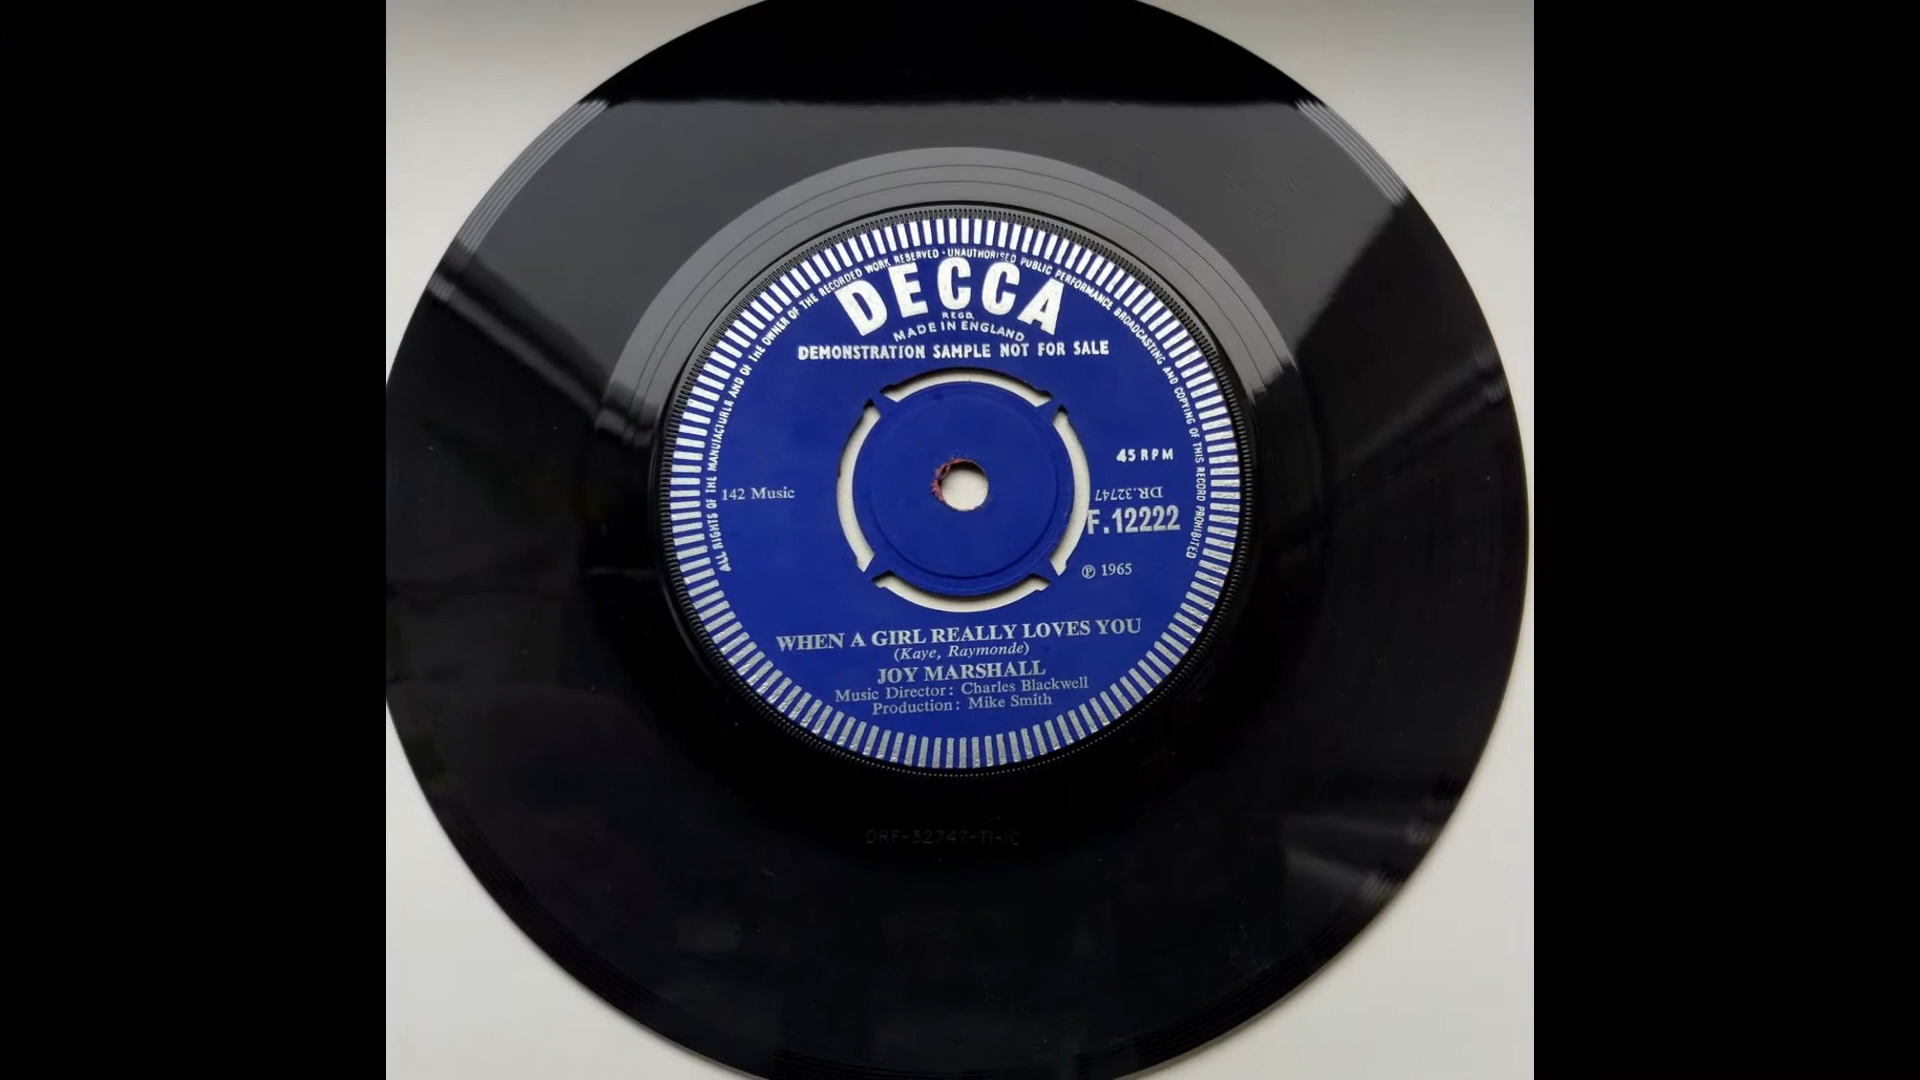 ALL RIGHTS OF THE MANUFACTURER AND OF THE OWNER OF THE RECORDED WORK RESERVED · UNAUTHORISED PUBLIC PERFORMANCE BROADCASTING AND COPYING OF THIS RECORD PROHIBITED
DECCA
REGD.
MADE IN ENGLAND
DEMONSTRATION SAMPLE NOT FOR SALE
45 RPM
142 Music
DR.32747
F.12222
℗ 1965
WHEN A GIRL REALLY LOVES YOU
(Kaye, Raymonde)
JOY MARSHALL
Music Director: Charles Blackwell
Production: Mike Smith
DRF-32747-T1-1C